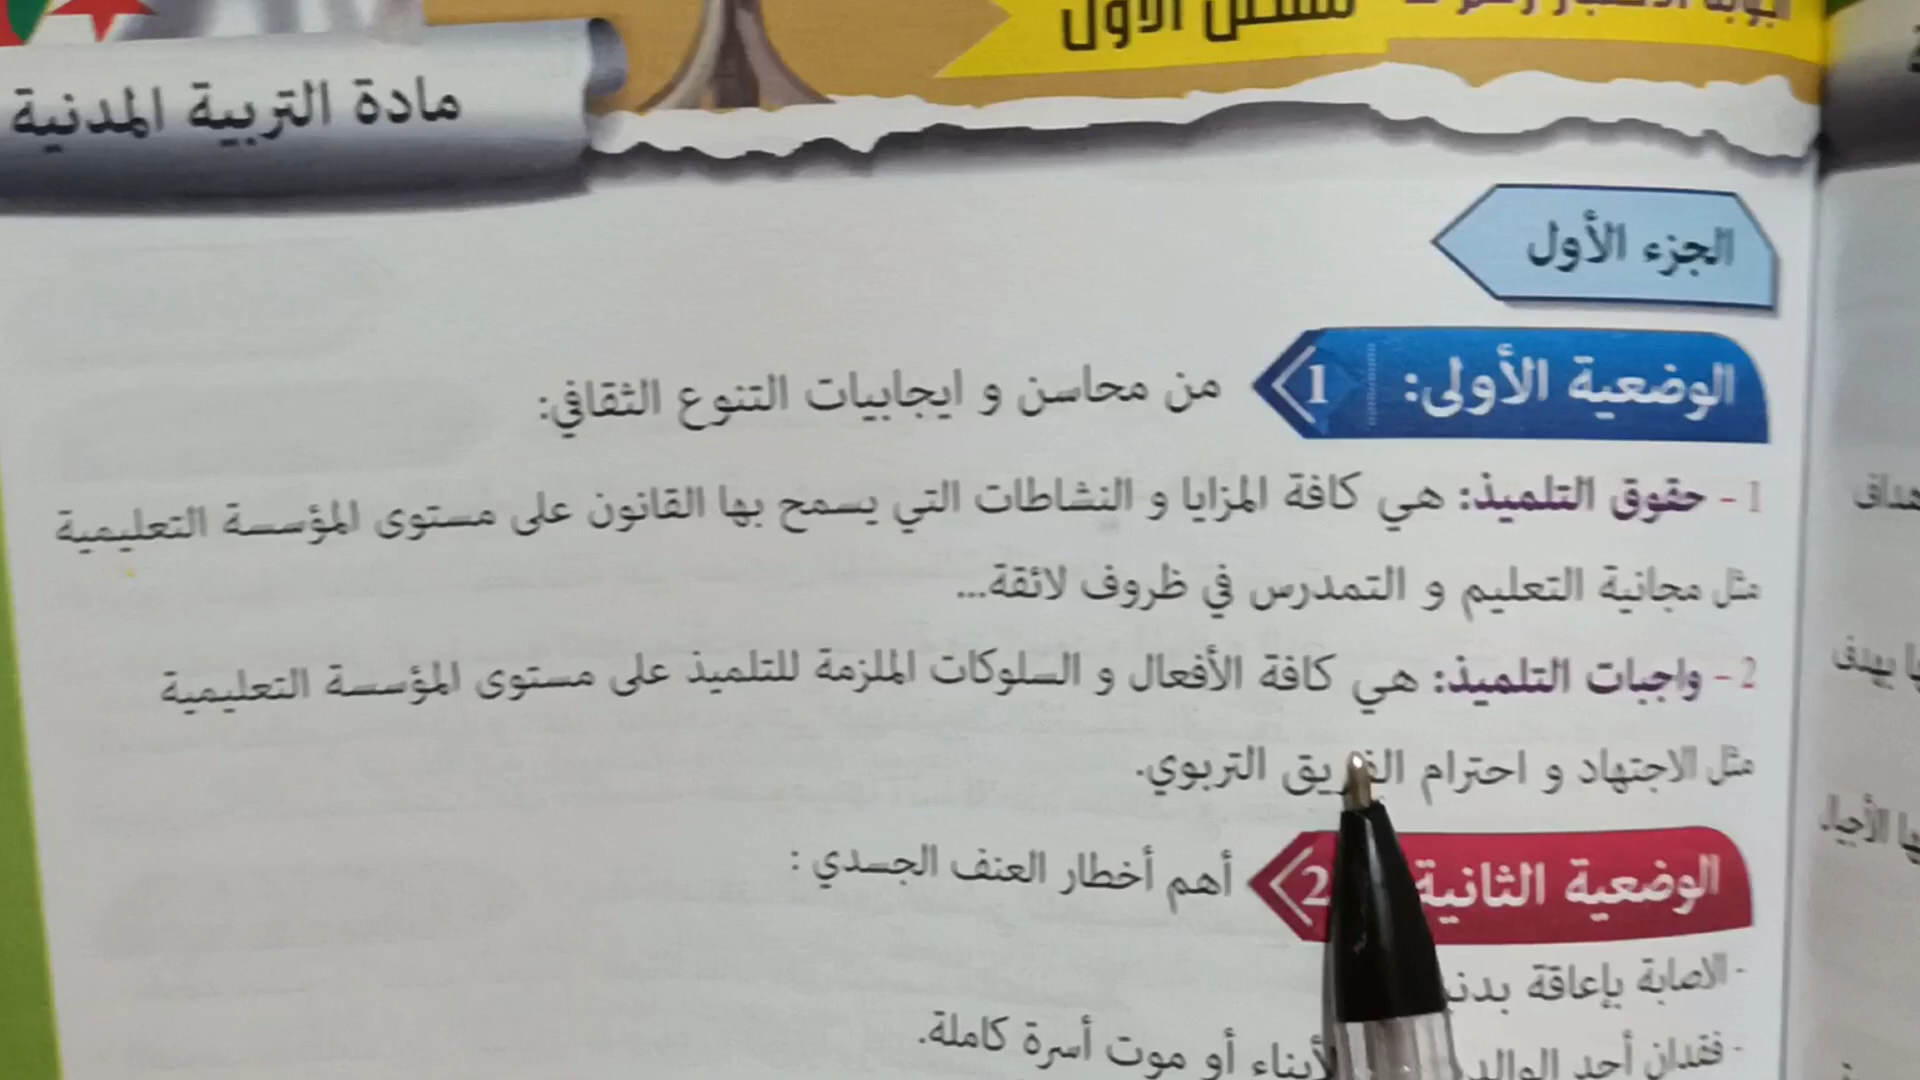 الأول
مادة التربية المدنية
الجزء الأول
الوضعية الأولى: 1 من محاسن و ايجابيات التنوع الثقافي:
1 - حقوق التلميذ: هي كافة المزايا و النشاطات التي يسمح بها القانون على مستوى المؤسسة التعليمية
مثل مجانية التعليم و التمدرس في ظروف لائقة...
2 - واجبات التلميذ: هي كافة الأفعال و السلوكات الملزمة للتلميذ على مستوى المؤسسة التعليمية
مثل الاجتهاد و احترام الفريق التربوي.
الوضعية الثانية 2 أهم أخطار العنف الجسدي :
- الاصابة بإعاقة
- فقدان أحد أو موت أسرة كاملة.